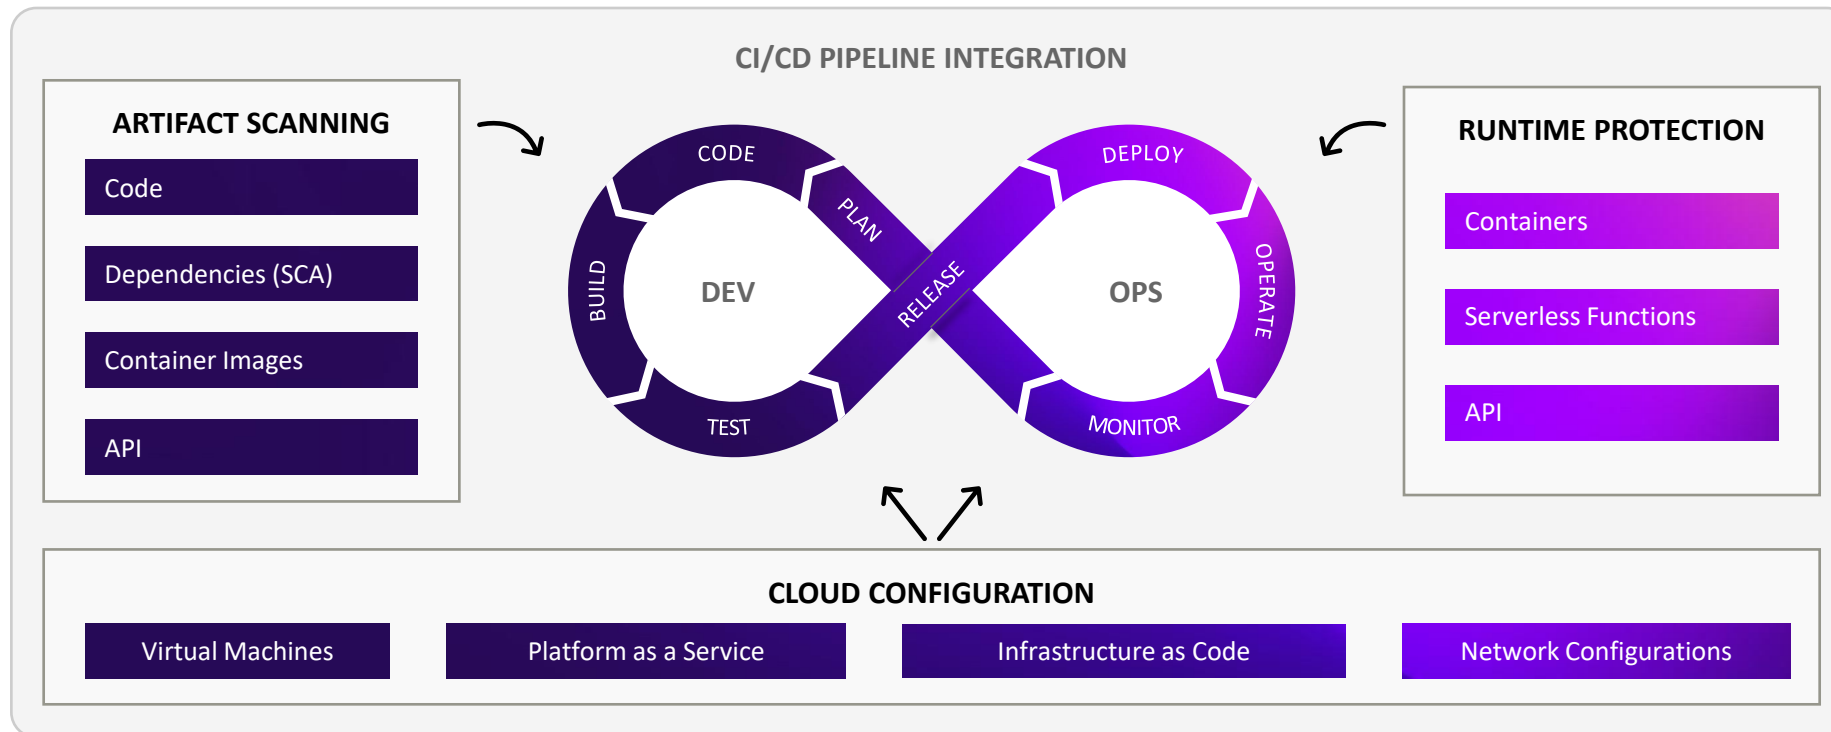 CI/CD PIPELINE INTEGRATION
ARTIFACT SCANNING
Code
Dependencies (SCA)
Container Images
API
CODE
PLAN
BUILD
DEV
TEST
RELEASE
DEPLOY
OPS
OPERATE
MONITOR
RUNTIME PROTECTION
Containers
Serverless Functions
API
CLOUD CONFIGURATION
Virtual Machines
Platform as a Service
Infrastructure as Code
Network Configurations